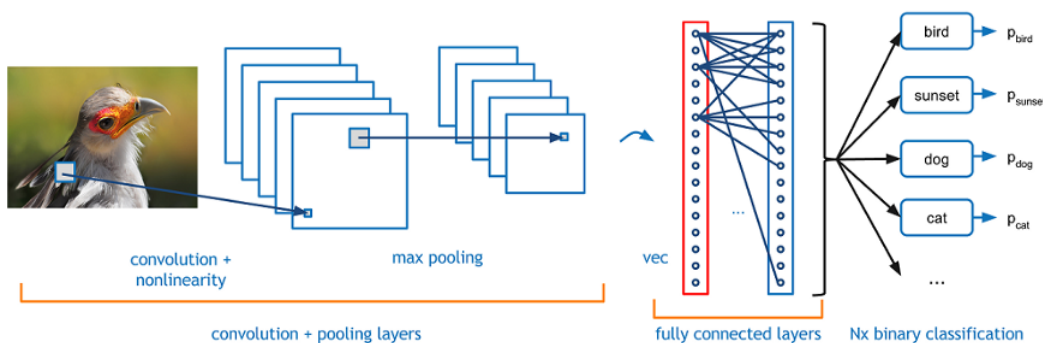 bird
p_bird
sunset
p_sunset
dog
p_dog
cat
p_cat
...
...
convolution +
nonlinearity
max pooling
vec
convolution + pooling layers
fully connected layers
Nx binary classification